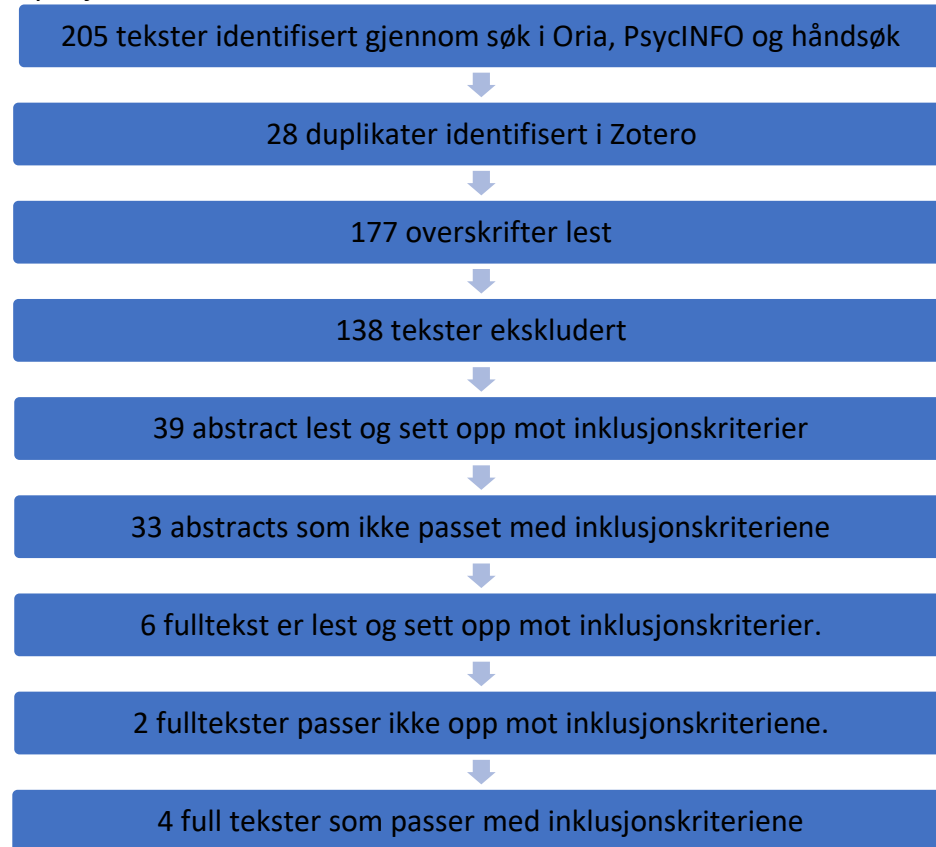 205 tekster identifisert gjennom søk i Oria, PsycINFO og håndsøk
28 duplikater identifisert i Zotero
177 overskrifter lest
138 tekster ekskludert
39 abstract lest og sett opp mot inklusjonskriterier
33 abstracts som ikke passet med inklusjonskriteriene
6 fulltekst er lest og sett opp mot inklusjonskriterier.
2 fulltekster passer ikke opp mot inklusjonskriteriene.
4 full tekster som passer med inklusjonskriteriene